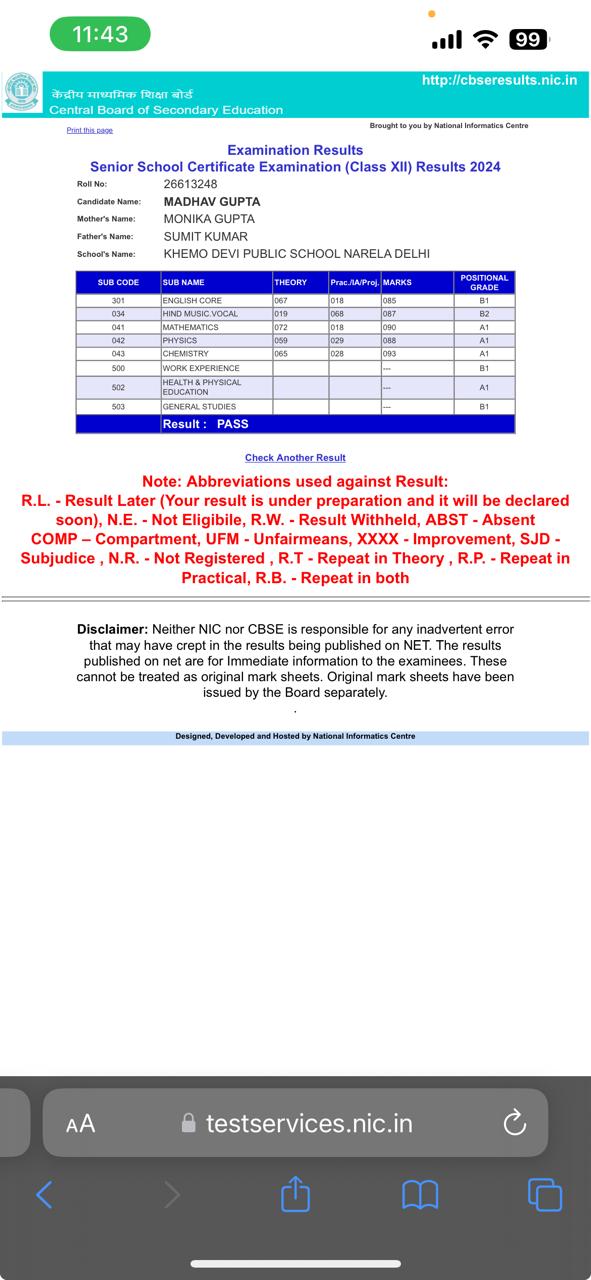 11:43
99
http://cbseresults.nic.in
केंद्रीय माध्यमिक शिक्षा बोर्ड
Central Board of Secondary Education
Print this page
Brought to you by National Informatics Centre
Examination Results
Senior School Certificate Examination (Class XII) Results 2024
Roll No: 26613248
Candidate Name: MADHAV GUPTA
Mother's Name: MONIKA GUPTA
Father's Name: SUMIT KUMAR
School's Name: KHEMO DEVI PUBLIC SCHOOL NARELA DELHI
SUB CODE SUB NAME THEORY Prac./IA/Proj. MARKS POSITIONAL GRADE
301 ENGLISH CORE 067 018 085 B1
034 HIND MUSIC.VOCAL 019 068 087 B2
041 MATHEMATICS 072 018 090 A1
042 PHYSICS 059 029 088 A1
043 CHEMISTRY 065 028 093 A1
500 WORK EXPERIENCE --- B1
502 HEALTH & PHYSICAL EDUCATION --- A1
503 GENERAL STUDIES --- B1
Result : PASS
Check Another Result
Note: Abbreviations used against Result:
R.L. - Result Later (Your result is under preparation and it will be declared
soon), N.E. - Not Eligibile, R.W. - Result Withheld, ABST - Absent
COMP – Compartment, UFM - Unfairmeans, XXXX - Improvement, SJD -
Subjudice , N.R. - Not Registered , R.T - Repeat in Theory , R.P. - Repeat in
Practical, R.B. - Repeat in both
Disclaimer: Neither NIC nor CBSE is responsible for any inadvertent error
that may have crept in the results being published on NET. The results
published on net are for Immediate information to the examinees. These
cannot be treated as original mark sheets. Original mark sheets have been
issued by the Board separately.
.
Designed, Developed and Hosted by National Informatics Centre
AA testservices.nic.in